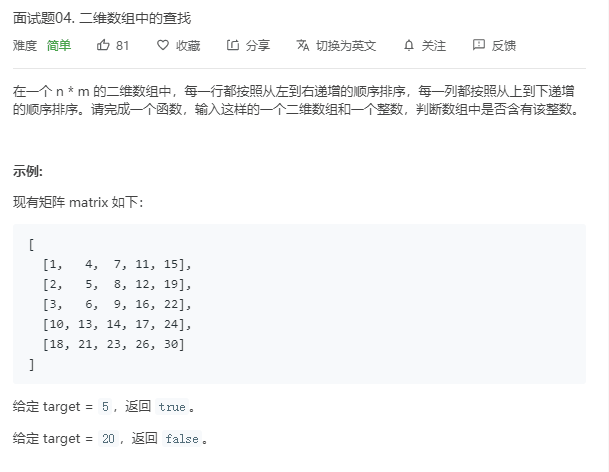 面试题04. 二维数组中的查找
难度 简单 81 收藏 分享 切换为英文 关注 反馈
在一个 n * m 的二维数组中，每一行都按照从左到右递增的顺序排序，每一列都按照从上到下递增
的顺序排序。请完成一个函数，输入这样的一个二维数组和一个整数，判断数组中是否含有该整数。
示例:
现有矩阵 matrix 如下：
[
[1, 4, 7, 11, 15],
[2, 5, 8, 12, 19],
[3, 6, 9, 16, 22],
[10, 13, 14, 17, 24],
[18, 21, 23, 26, 30]
]
给定 target = 5，返回 true。
给定 target = 20，返回 false。